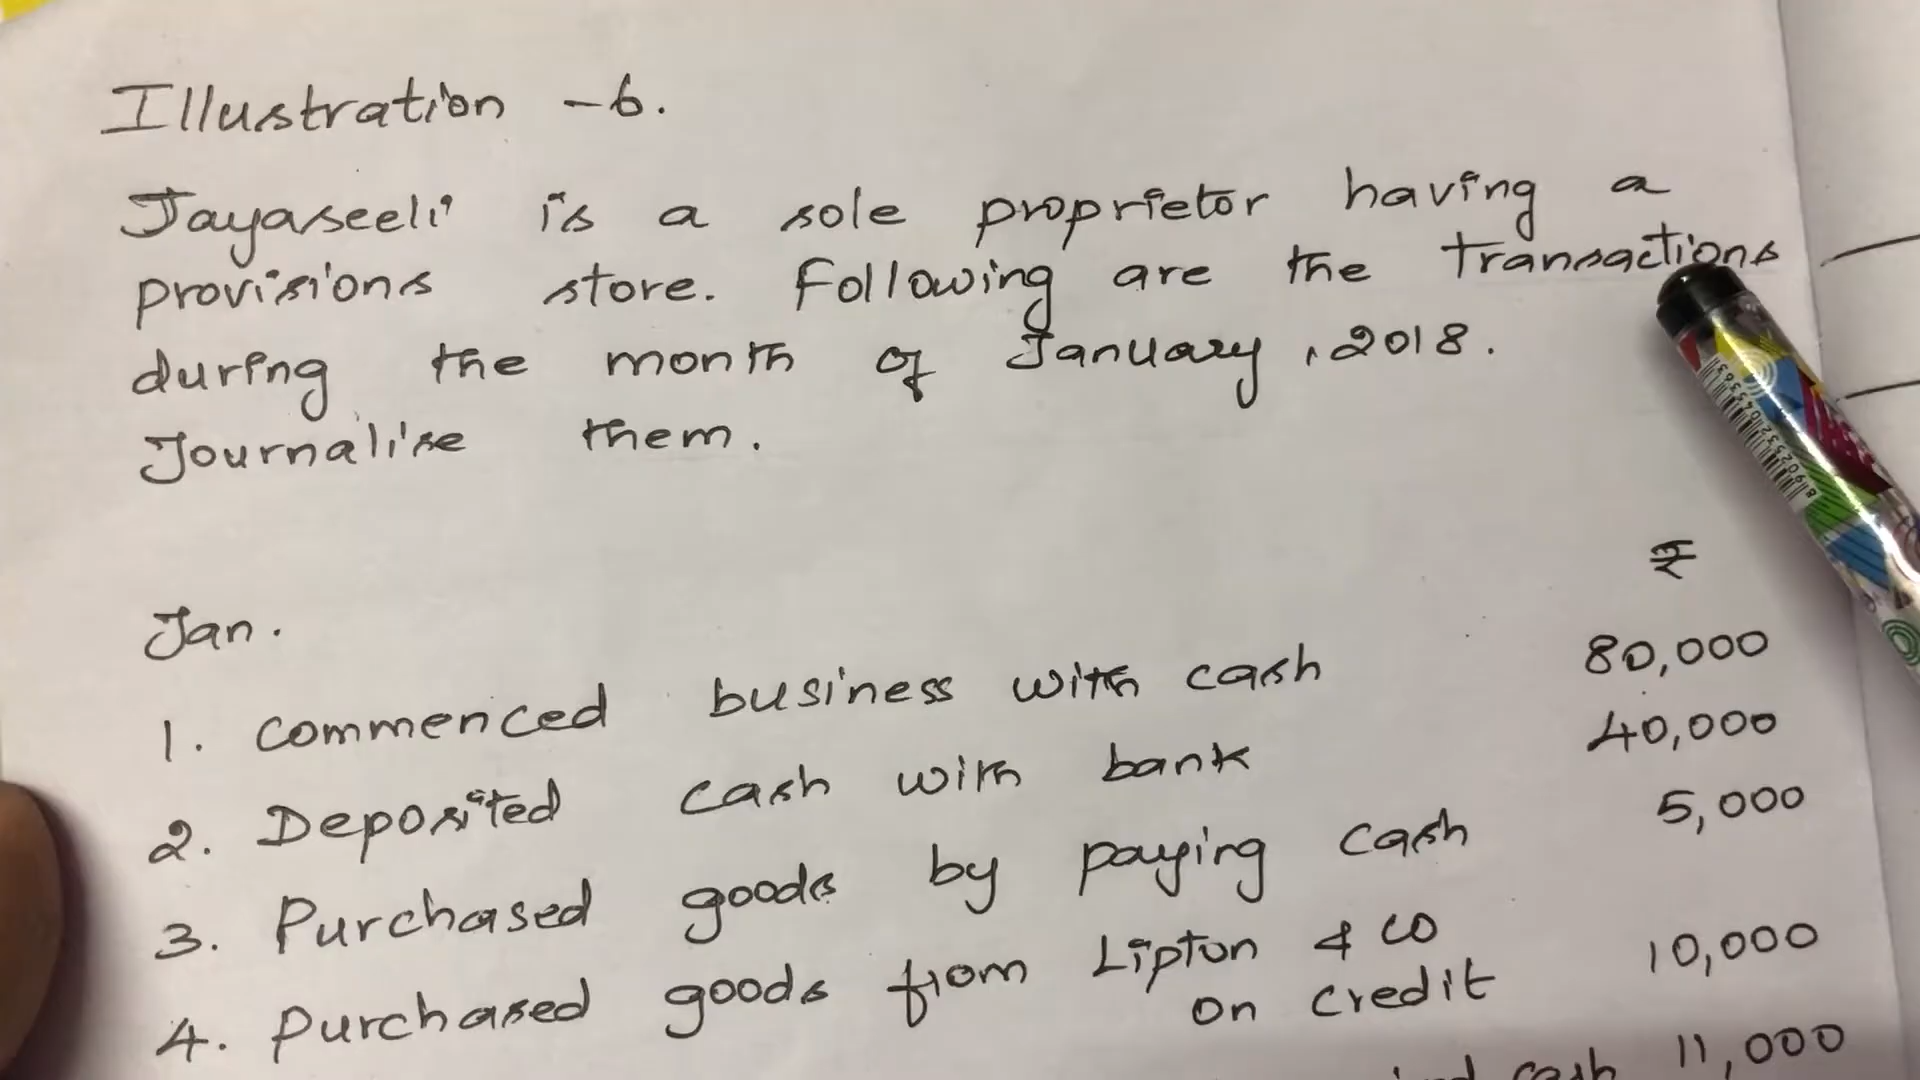 Illustration -6.
Jayaseeli is a sole proprietor having a
provisions store. Following are the transactions
during the month of January, 2018.
Journalise them.
₹
Jan.
1. Commenced business with cash 80,000
2. Deposited cash with bank 40,000
3. Purchased goods by paying cash 5,000
4. Purchased goods from Lipton & co
on credit 10,000
cash 11,000